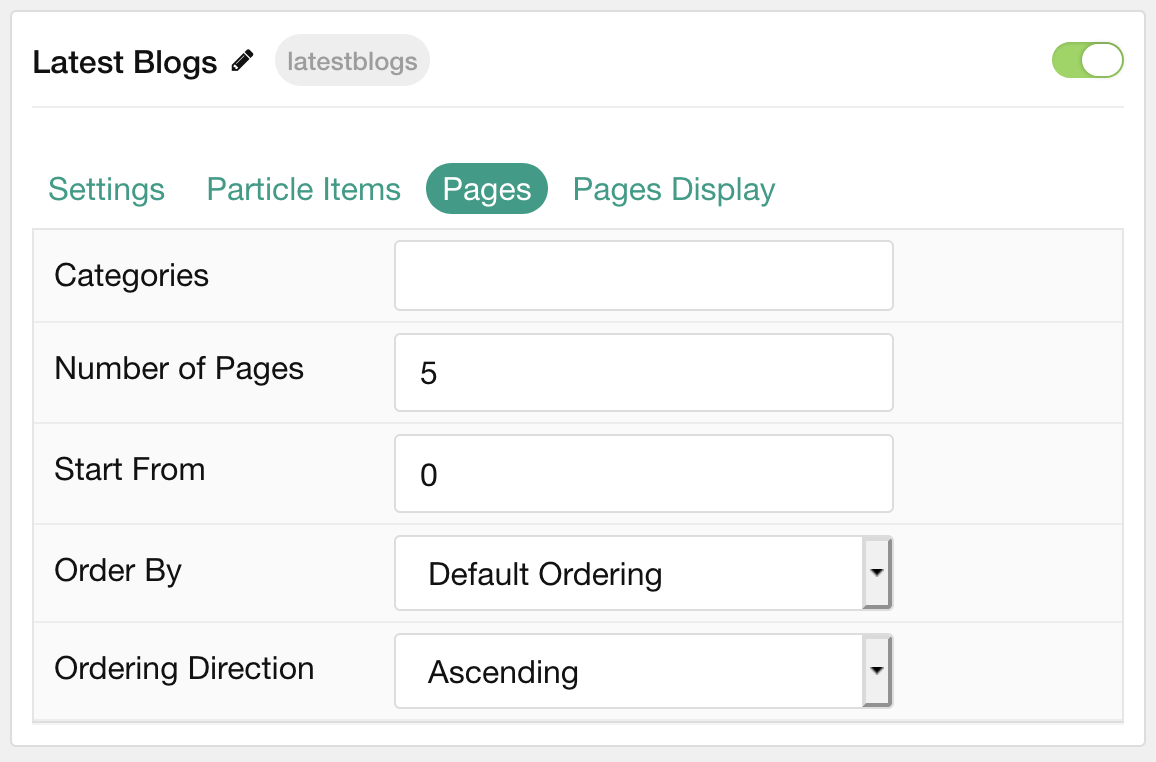 Latest Blogs latestblogs
Settings Particle Items Pages Pages Display
Categories
Number of Pages 5
Start From 0
Order By Default Ordering
Ordering Direction Ascending